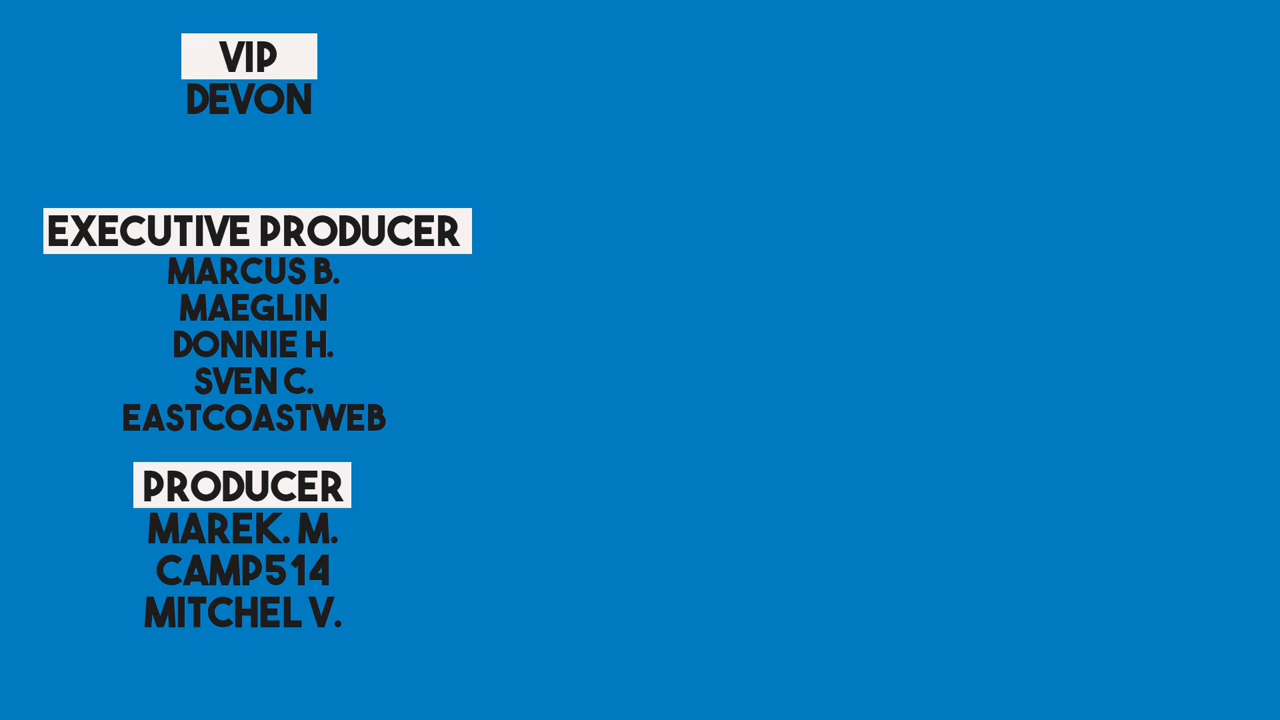 VIP
DEVON
EXECUTIVE PRODUCER
MARCUS B.
MAEGLIN
DONNIE H.
SVEN C.
EASTCOASTWEB
PRODUCER
MAREK. M.
CAMP514
MITCHEL V.